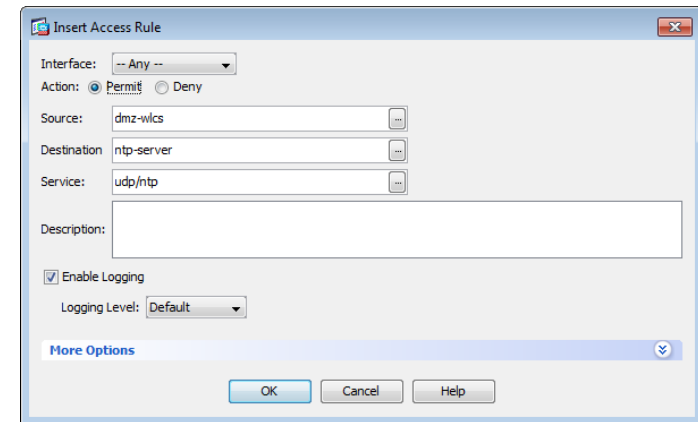 Insert Access Rule
Interface: -- Any --
Action: Permit Deny
Source: dmz-wlcs ...
Destination ntp-server ...
Service: udp/ntp ...
Description:
Enable Logging
Logging Level: Default
More Options
OK Cancel Help